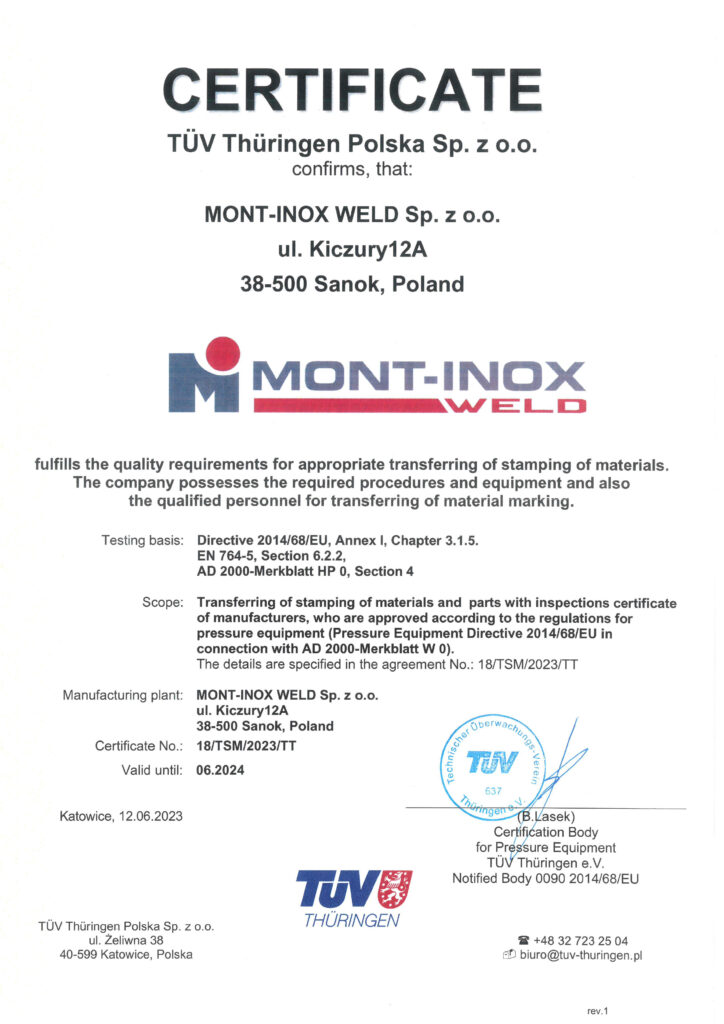 CERTIFICATE
TÜV Thüringen Polska Sp. z o.o.
confirms, that:
MONT-INOX WELD Sp. z o.o.
ul. Kiczury12A
38-500 Sanok, Poland
MONT-INOX
WELD
fulfills the quality requirements for appropriate transferring of stamping of materials.
The company possesses the required procedures and equipment and also
the qualified personnel for transferring of material marking.
Testing basis: Directive 2014/68/EU, Annex I, Chapter 3.1.5.
EN 764-5, Section 6.2.2,
AD 2000-Merkblatt HP 0, Section 4
Scope: Transferring of stamping of materials and parts with inspections certificate
of manufacturers, who are approved according to the regulations for
pressure equipment (Pressure Equipment Directive 2014/68/EU in
connection with AD 2000-Merkblatt W 0).
The details are specified in the agreement No.: 18/TSM/2023/TT
Manufacturing plant: MONT-INOX WELD Sp. z o.o.
ul. Kiczury12A
38-500 Sanok, Poland
Certificate No.: 18/TSM/2023/TT
Valid until: 06.2024
Technischer Überwachungs-Verein
TÜV
637
Thüringen e.V.
Katowice, 12.06.2023
(B.Lasek)
Certification Body
for Pressure Equipment
TÜV Thüringen e.V.
Notified Body 0090 2014/68/EU
TÜV
THÜRINGEN
TÜV Thüringen Polska Sp. z o.o.
ul. Żeliwna 38
40-599 Katowice, Polska
☎ +48 32 723 25 04
biuro@tuv-thuringen.pl
rev.1